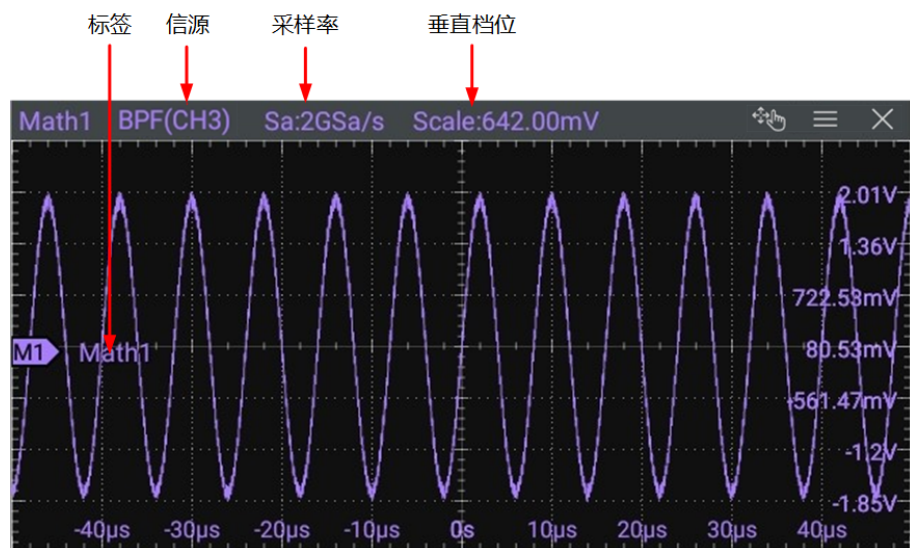 标签 信源 采样率 垂直档位
Math1 BPF(CH3) Sa:2GSa/s Scale:642.00mV
2.01V
1.36V
722.53mV
M1 Math1 80.53mV
-561.47mV
-1.2V
-1.85V
-40μs -30μs -20μs -10μs 0s 10μs 20μs 30μs 40μs